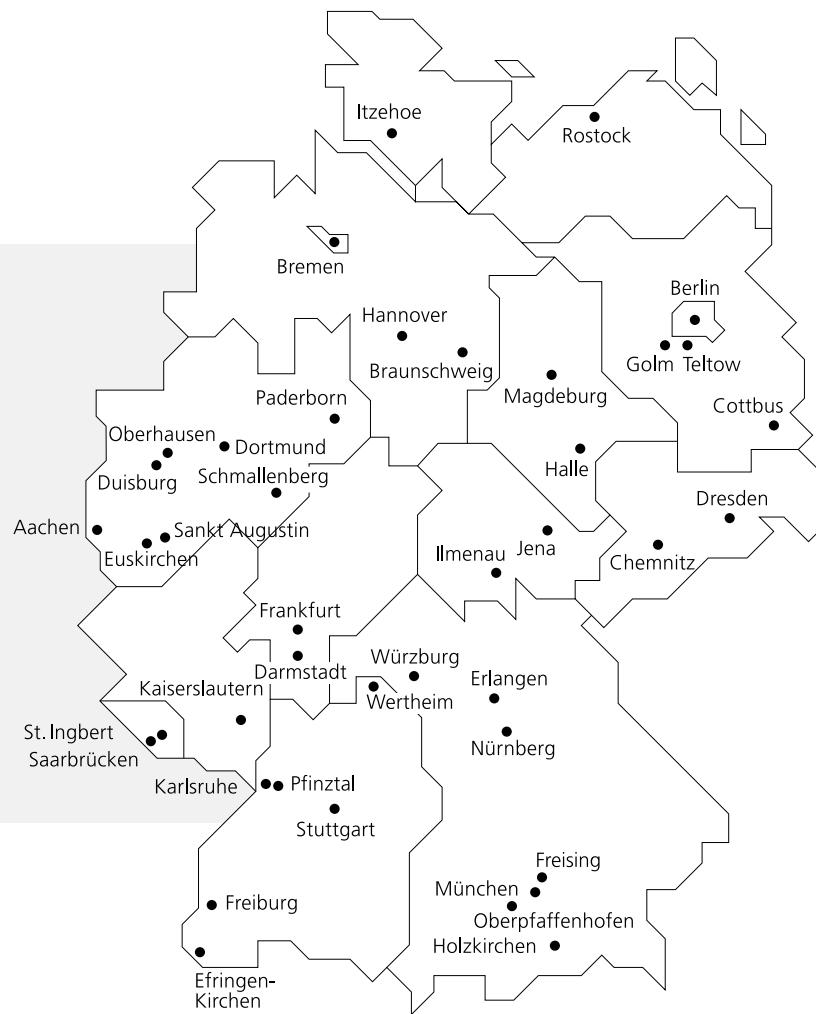 Itzehoe
Rostock
Bremen
Berlin
Hannover
Braunschweig
Golm
Teltow
Magdeburg
Paderborn
Cottbus
Oberhausen
Dortmund
Duisburg
Schmallenberg
Halle
Dresden
Aachen
Sankt Augustin
Euskirchen
Jena
Ilmenau
Chemnitz
Frankfurt
Darmstadt
Würzburg
Erlangen
Kaiserslautern
Wertheim
St. Ingbert
Saarbrücken
Nürnberg
Karlsruhe
Pfinztal
Stuttgart
Freising
München
Freiburg
Oberpfaffenhofen
Holzkirchen
Efringen-
Kirchen